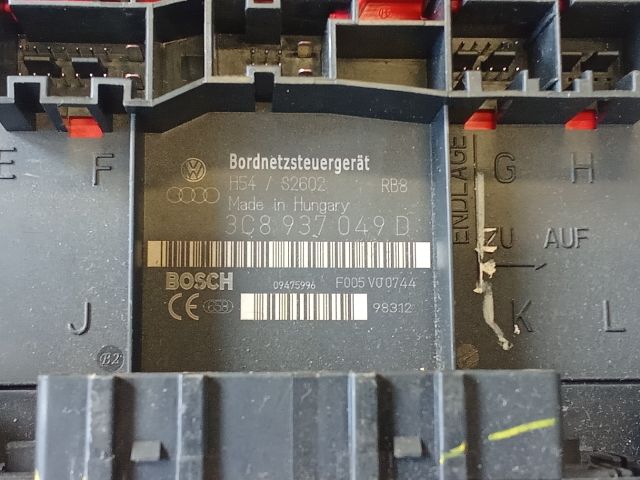 Bordnetzsteuergerät
H54 / S2602 RB8
Made in Hungary
3C8 937 049 D
BOSCH 09475996 F005 V00744
CE 98312
E F
J
B2
ENDLAGE
G H
ZU AUF
K L